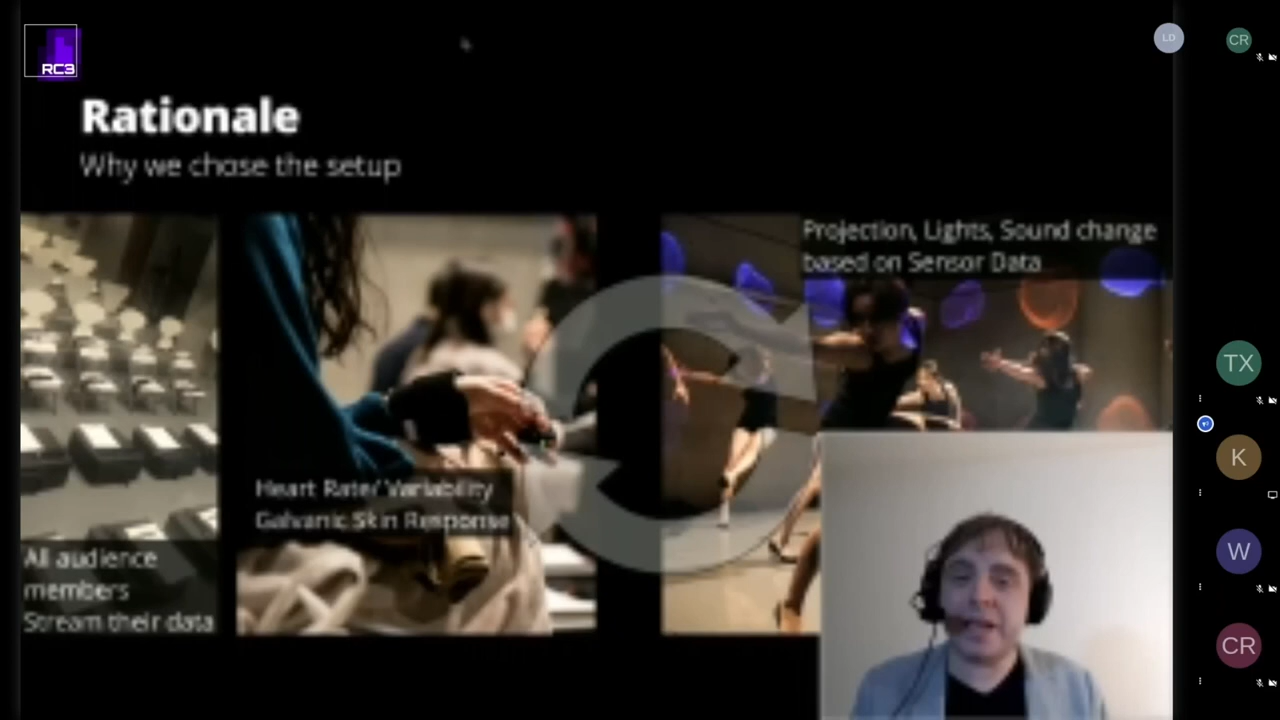 RC3
LD
CR
Rationale
Why we chose the setup
Projection, Lights, Sound change
based on Sensor Data
Heart Rate/ Variability
Galvanic Skin Response
All audience
members
Stream their data
TX
K
W
CR